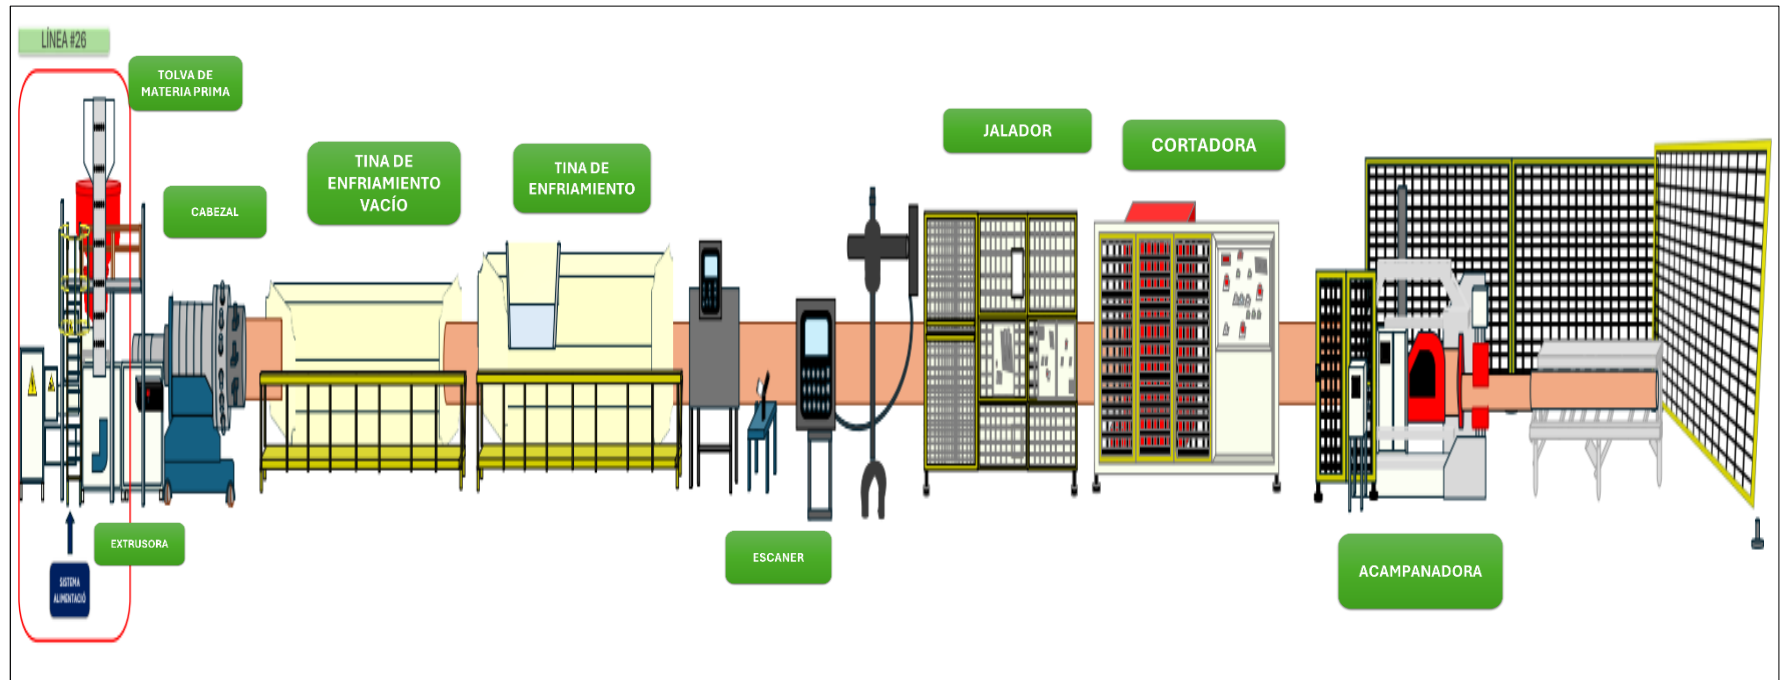 LÍNEA #26
TOLVA DE
MATERIA PRIMA
CABEZAL
TINA DE
ENFRIAMIENTO
VACÍO
TINA DE
ENFRIAMIENTO
JALADOR
CORTADORA
EXTRUSORA
SISTEMA
ALIMENTACIÓ
ESCANER
ACAMPANADORA